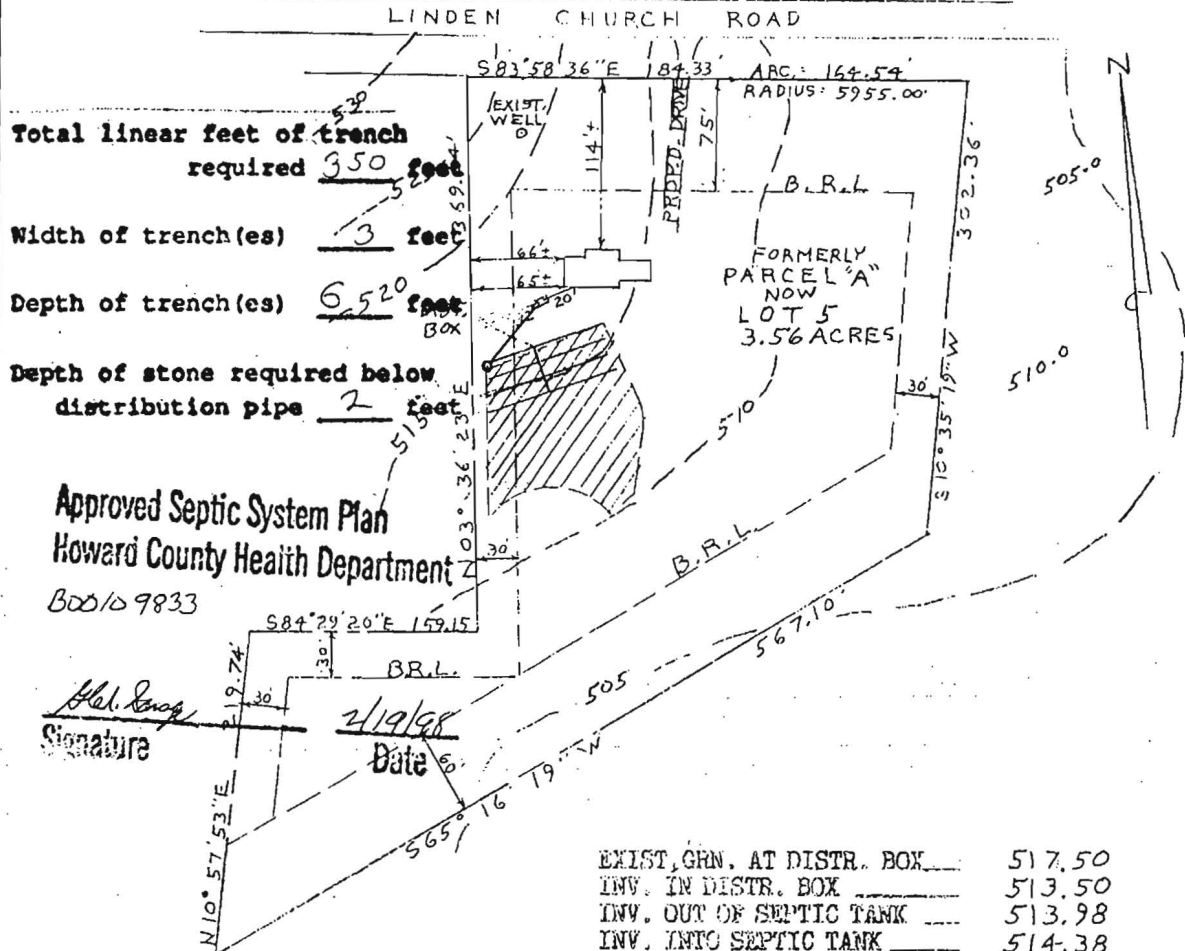 LINDEN CHURCH ROAD
S83°58'36"E 184.33' ARC: 164.54'
RADIUS: 5955.00'
EXIST.
WELL
530
Total linear feet of trench
required 350 feet
Width of trench(es) 3 feet
Depth of trench(es) 6 feet
520
BOX
Depth of stone required below
distribution pipe 2 feet
114'±
PROP'D. DRIVE
75'
B.R.L.
302.36'
505.0
66'±
65'±
20'
FORMERLY
PARCEL "A"
NOW
LOT 5
3.56 ACRES
N
510.0
30'
S10°35'19"W
515
510
N03°36'23"E
Approved Septic System Plan
Howard County Health Department
B00109833
30'
B.R.L.
S84°29'20"E 159.15'
30'
B.R.L.
30'
219.74'
567.10'
505
Signature
2/19/98
Date
60'
S65°16'19"W
N10°57'53"E
EXIST. GRN. AT DISTR. BOX 517.50
INV. IN DISTR. BOX 513.50
INV. OUT OF SEPTIC TANK 513.98
INV. INTO SEPTIC TANK 514.38